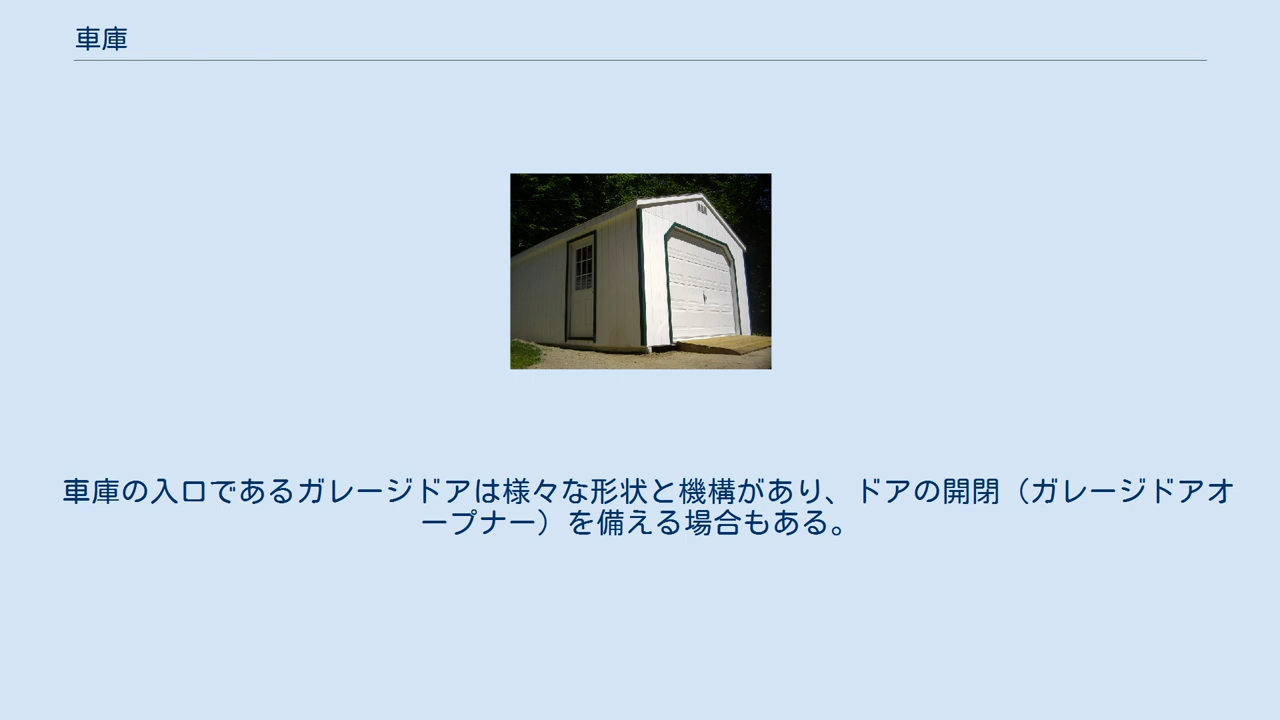 車庫
車庫の入口であるガレージドアは様々な形状と機構があり、ドアの開閉（ガレージドアオ
ープナー）を備える場合もある。